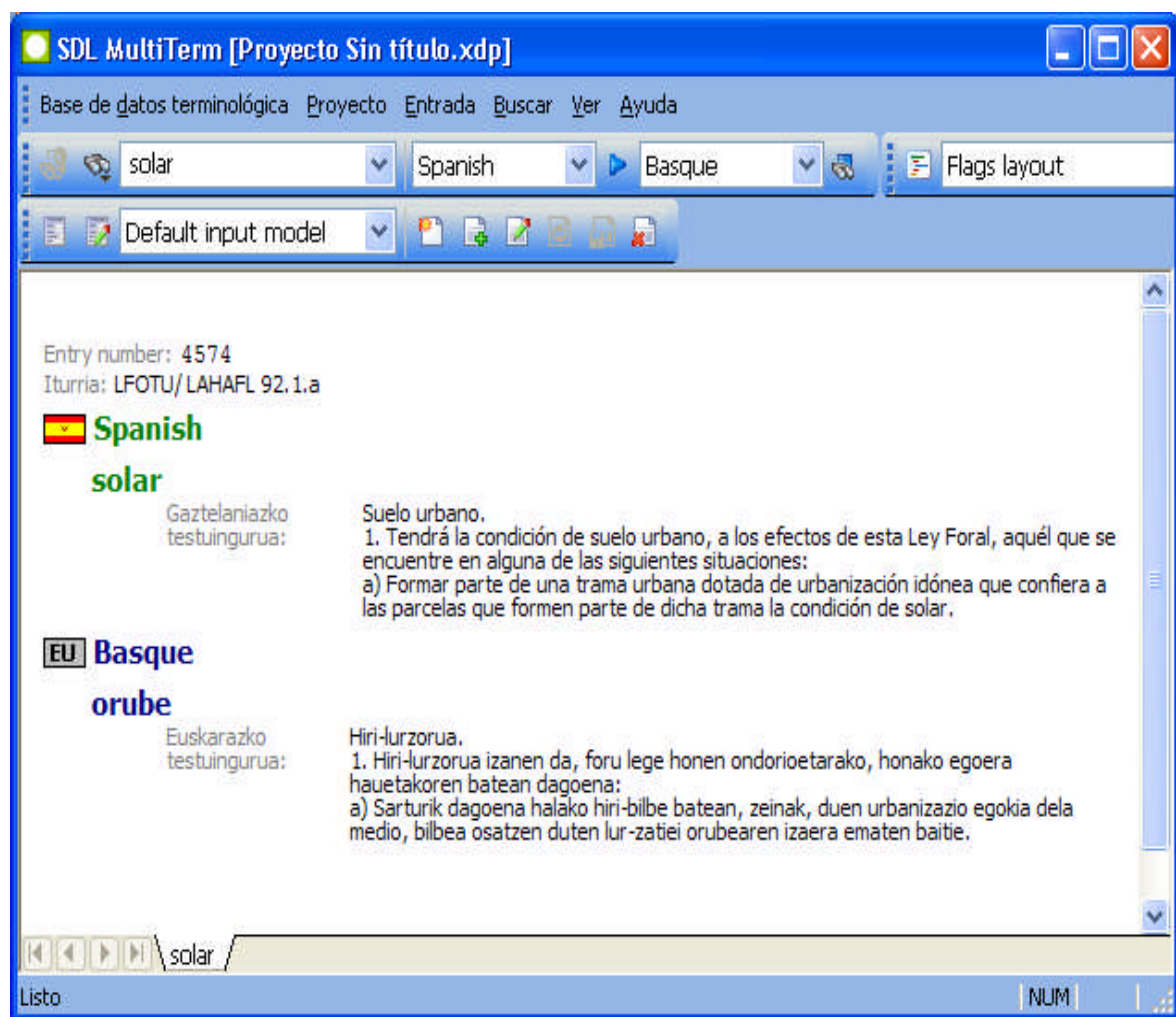 SDL MultiTerm [Proyecto Sin título.xdp]
Base de datos terminológica Proyecto Entrada Buscar Ver Ayuda
solar Spanish Basque Flags layout
Default input model
Entry number: 4574
Iturria: LFOTU/LAHAFL 92.1.a
Spanish
solar
Gaztelaniazko testuingurua:
Suelo urbano.
1. Tendrá la condición de suelo urbano, a los efectos de esta Ley Foral, aquél que se
encuentre en alguna de las siguientes situaciones:
a) Formar parte de una trama urbana dotada de urbanización idónea que confiera a
las parcelas que formen parte de dicha trama la condición de solar.
EU Basque
orube
Euskarazko testuingurua:
Hiri-lurzorua.
1. Hiri-lurzorua izanen da, foru lege honen ondorioetarako, honako egoera
hauetakoren batean dagoena:
a) Sarturik dagoena halako hiri-bilbe batean, zeinak, duen urbanizazio egokia dela
medio, bilbea osatzen duten lur-zatiei orubearen izaera ematen baitie.
solar
Listo NUM